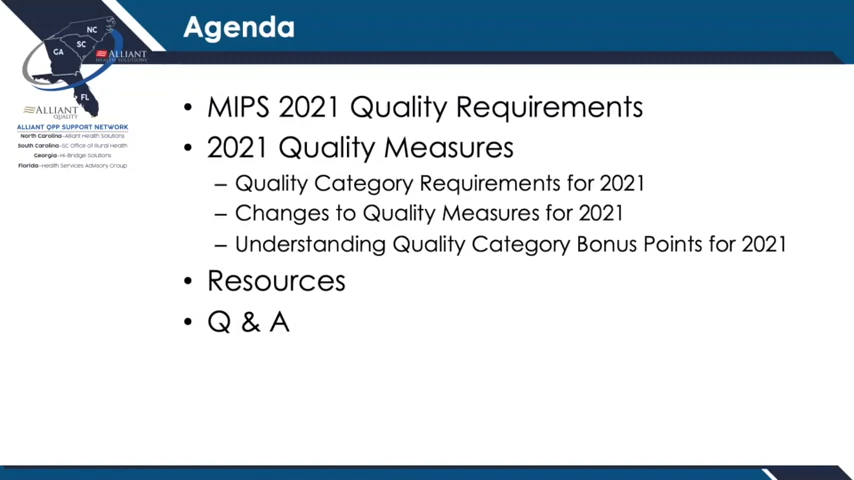 Agenda
NC
SC
GA
ALLIANT
HEALTH SOLUTIONS
FL
ALLIANT
QUALITY
ALLIANT QPP SUPPORT NETWORK
North Carolina–Alliant Health Solutions
South Carolina–SC Office of Rural Health
Georgia–Hi-Bridge Solutions
Florida–Health Services Advisory Group
• MIPS 2021 Quality Requirements
• 2021 Quality Measures
– Quality Category Requirements for 2021
– Changes to Quality Measures for 2021
– Understanding Quality Category Bonus Points for 2021
• Resources
• Q & A